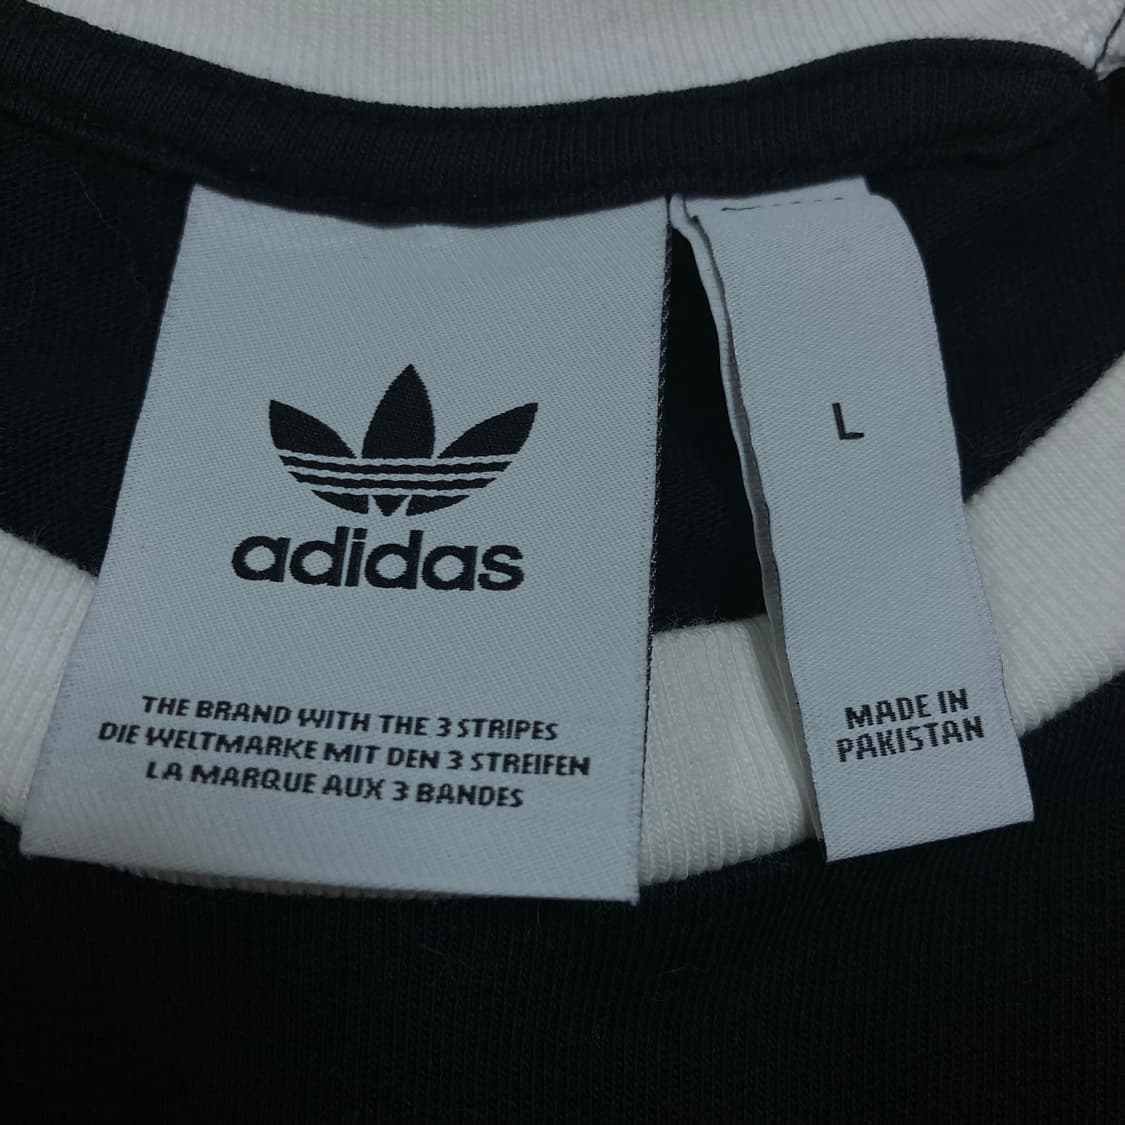 adidas
THE BRAND WITH THE 3 STRIPES
DIE WELTMARKE MIT DEN 3 STREIFEN
LA MARQUE AUX 3 BANDES
L
MADE IN
PAKISTAN